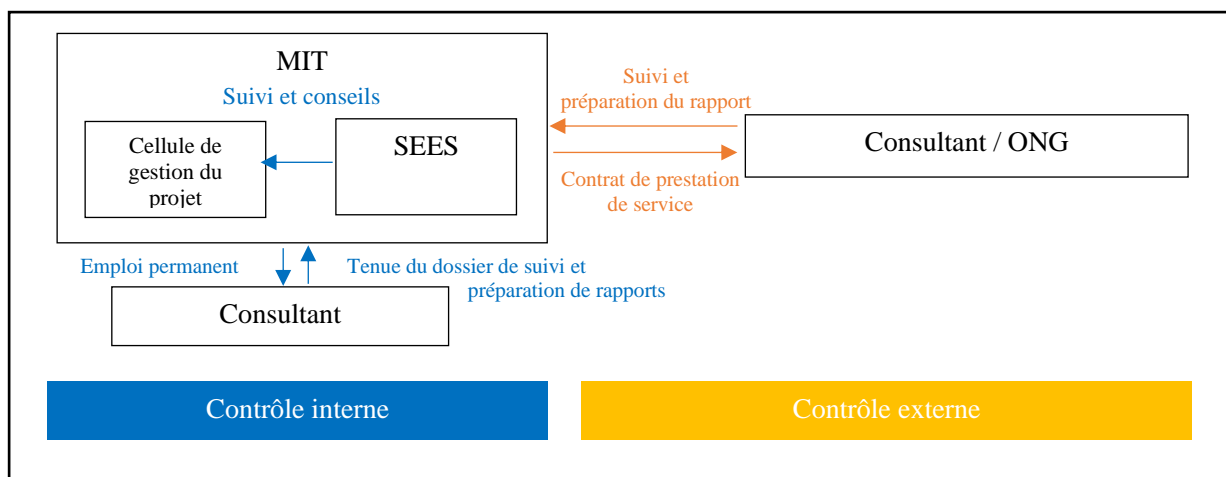 MIT
Suivi et conseils
Cellule de
gestion du
projet
SEES
Suivi et
préparation du rapport
Contrat de prestation
de service
Consultant / ONG
Emploi permanent
Tenue du dossier de suivi et
préparation de rapports
Consultant
Contrôle interne
Contrôle externe